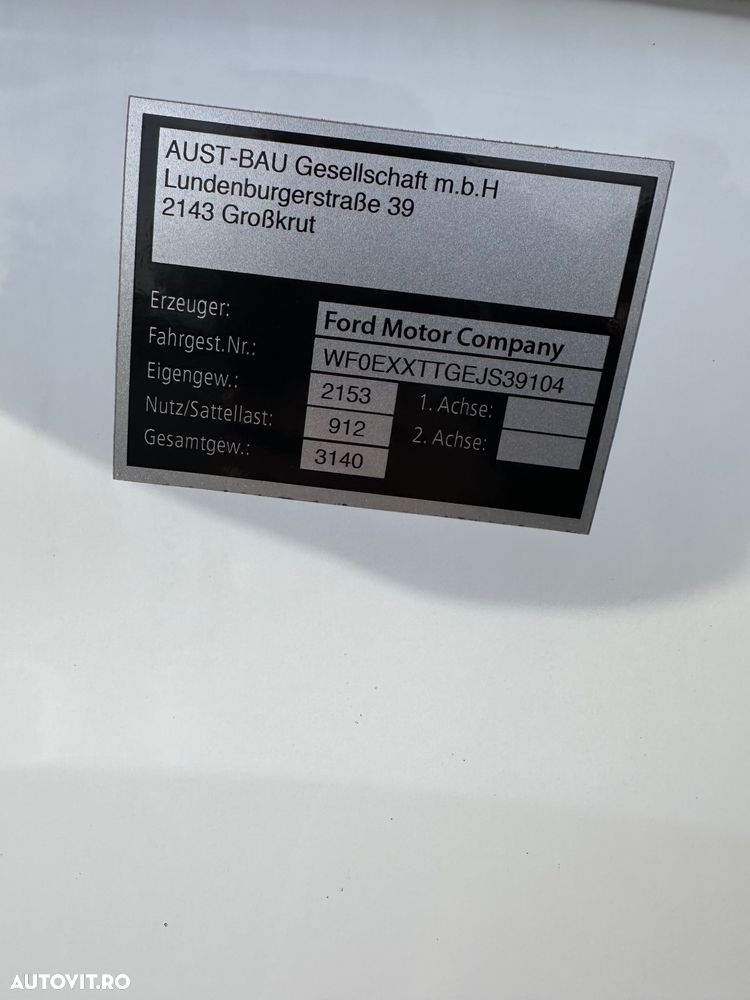 AUST-BAU Gesellschaft m.b.H
Lundenburgerstraße 39
2143 Großkrut
Erzeuger: Ford Motor Company
Fahrgest.Nr.: WF0EXXTTGEJS39104
Eigengew.: 2153 1. Achse:
Nutz/Sattellast: 912 2. Achse:
Gesamtgew.: 3140
AUTOVIT.RO